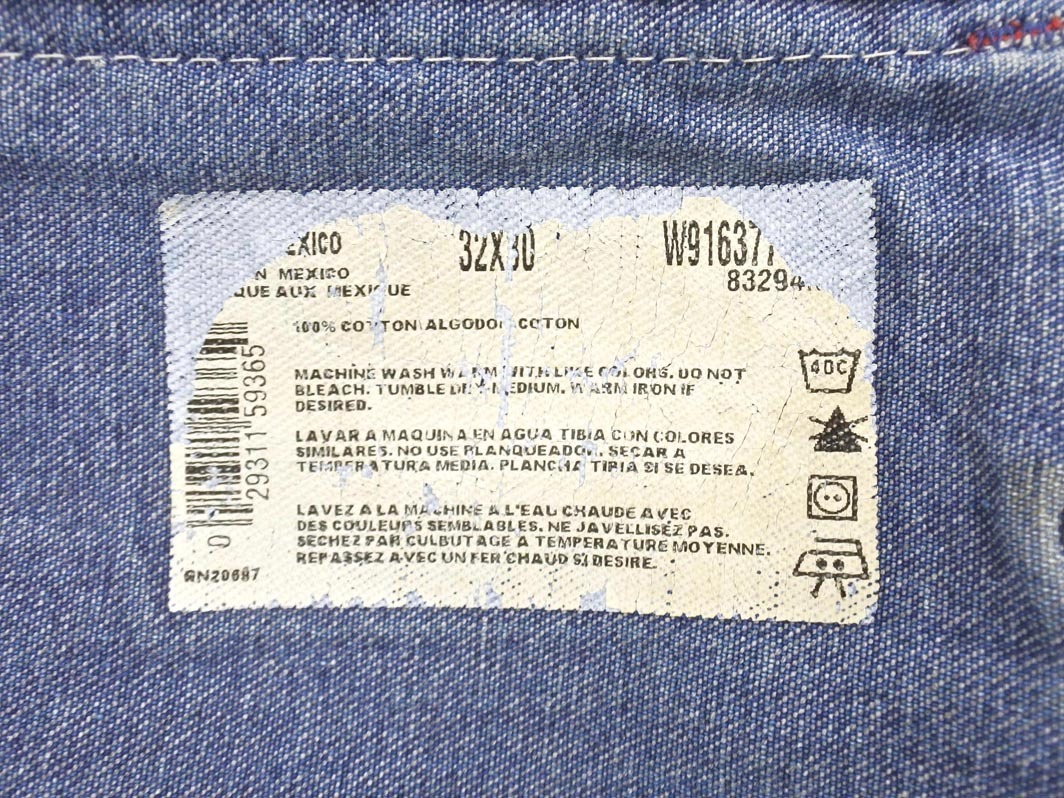 EXICO 32X30 W91637
N MEXICO 83294
QUE AUX MEXIQUE
100% COTTON\ALGODON\COTON
MACHINE WASH WARM WITH LIKE COLORS. DO NOT
BLEACH. TUMBLE DRY MEDIUM. WARM IRON IF
DESIRED.
LAVAR A MAQUINA EN AGUA TIBIA CON COLORES
SIMILARES. NO USE BLANQUEADOR. SECAR A
TEMPERATURA MEDIA. PLANCHA TIBIA SI SE DESEA.
LAVEZ A LA MACHINE A L'EAU CHAUDE AVEC
DES COULEURS SEMBLABLES. NE JAVELLISEZ PAS.
SECHEZ PAR CULBUTAGE A TEMPERATURE MOYENNE.
REPASSEZ AVEC UN FER CHAUD SI DESIRE.
0 29311 59365
RN20697
40C